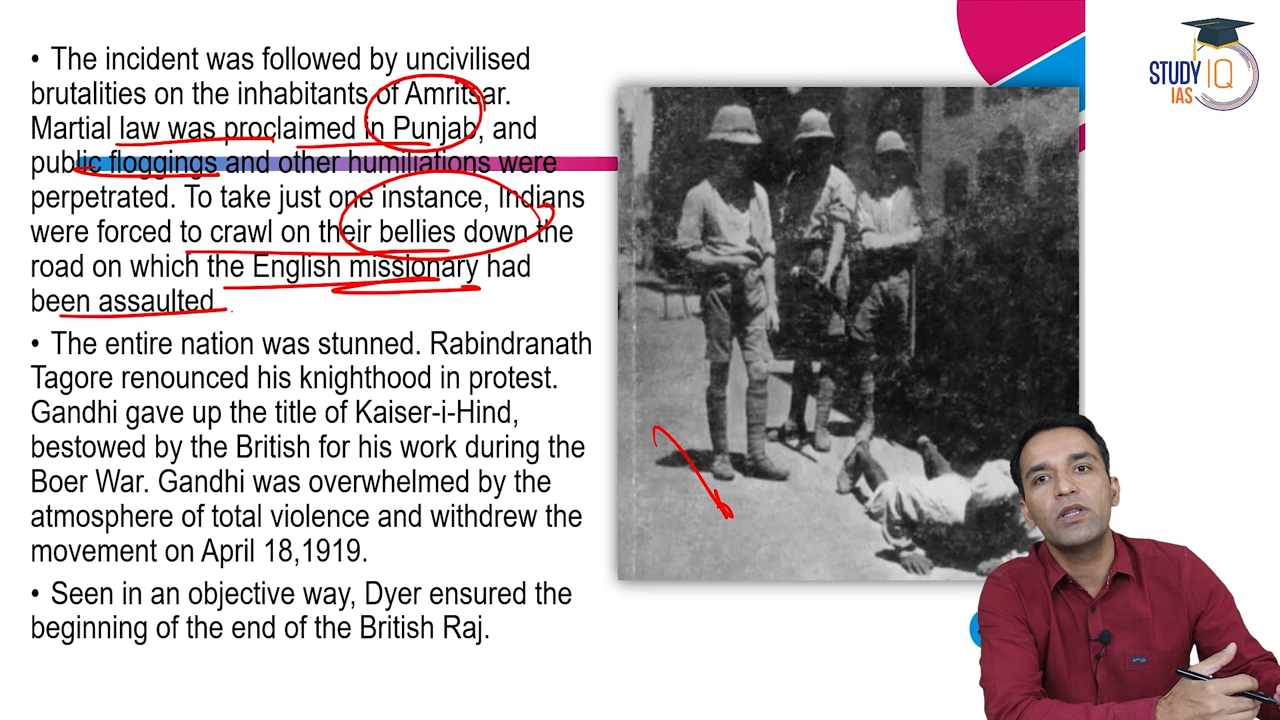 • The incident was followed by uncivilised
brutalities on the inhabitants of Amritsar.
Martial law was proclaimed in Punjab, and
public floggings and other humiliations were
perpetrated. To take just one instance, Indians
were forced to crawl on their bellies down the
road on which the English missionary had
been assaulted.
• The entire nation was stunned. Rabindranath
Tagore renounced his knighthood in protest.
Gandhi gave up the title of Kaiser-i-Hind,
bestowed by the British for his work during the
Boer War. Gandhi was overwhelmed by the
atmosphere of total violence and withdrew the
movement on April 18,1919.
• Seen in an objective way, Dyer ensured the
beginning of the end of the British Raj.
STUDY IQ
IAS